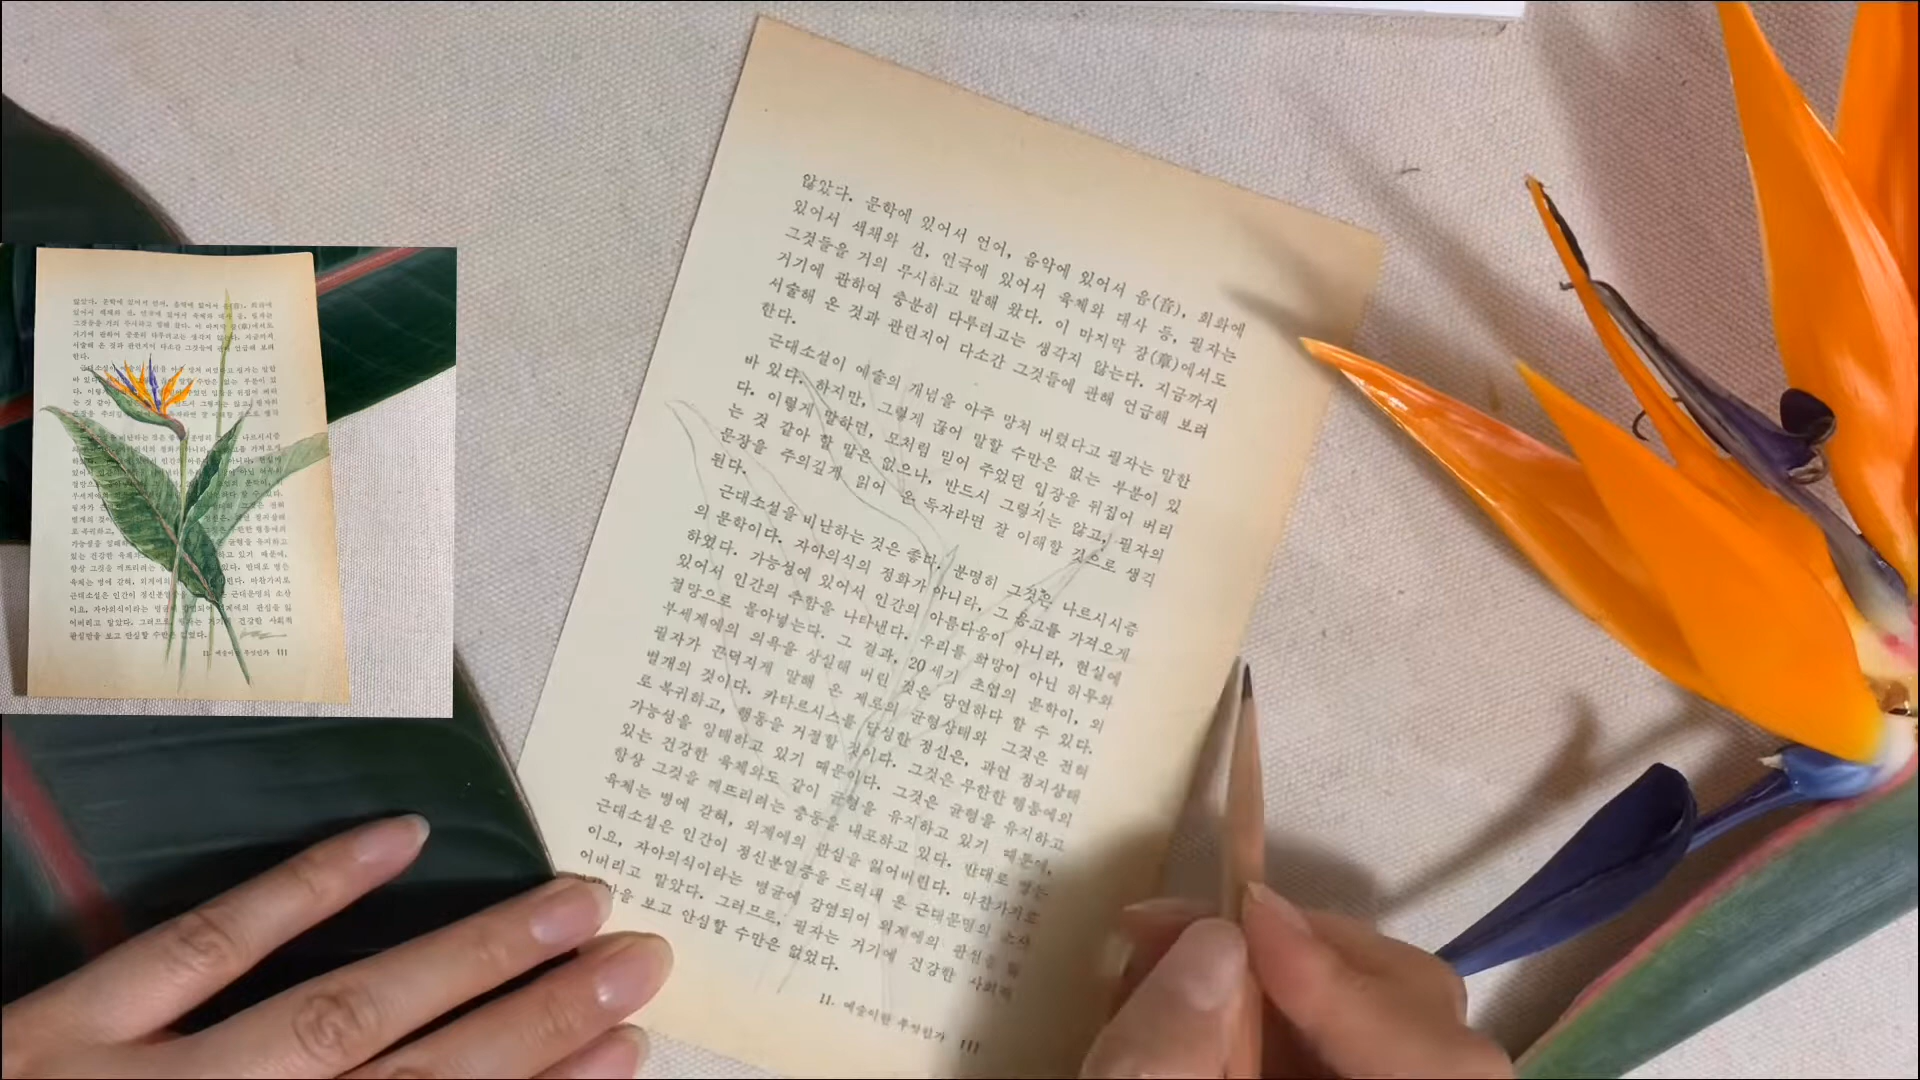 않았다. 문학에 있어서 언어, 음악에 있어서 음(音), 회화에
있어서 색채와 선, 연극에 있어서 육체와 대사 등, 필자는
그것들을 거의 무시하고 말해 왔다. 이 마지막 장(章)에서도
거기에 관하여 충분히 다루려고는 생각지 않는다. 지금까지
서술해 온 것과 관련지어 다소간 그것들에 관해 언급해 보려
한다.
근대소설이 예술의 개념을 아주 망쳐 버렸다고 필자는 말한
바 있다. 하지만, 그렇게 끊어 말할 수만은 없는 부분이 있
다. 이렇게 말하면, 모처럼 믿어 주었던 입장을 뒤집어 버리
는 것 같아 할 말은 없으나, 반드시 그렇지는 않고, 필자의
문장을 주의깊게 읽어 온 독자라면 잘 이해할 것으로 생각
된다.
근대소설을 비난하는 것은 좋다. 분명히 그것은 나르시시즘
의 문학이다. 자아의식의 정화가 아니라, 그 응고를 가져오게
하였다. 가능성에 있어서 인간의 아름다움이 아니라, 현실에
있어서 인간의 추함을 나타낸다. 우리를 희망이 아닌 허무와
절망으로 몰아넣는다. 그 결과, 20세기 초엽의 문학이, 외
부세계에의 의욕을 상실해 버린 것은 당연하다 할 수 있다.
필자가 끈덕지게 말해 온 제로의 균형상태와 그것은 전혀
별개의 것이다. 카타르시스를 달성한 정신은, 과연 정지상태
로 복귀하고, 행동을 거절할 것이다. 그것은 무한한 행동에의
가능성을 잉태하고 있기 때문이다. 그것은 균형을 유지하고
있는 건강한 육체와도 같이 균형을 유지하고 있기 때문에,
항상 그것을 깨뜨리려는 충동을 내포하고 있다. 반대로 병든
육체는 병에 갇혀, 외계에의 관심을 잃어버린다. 마찬가지로
근대소설은 인간이 정신분열증을 드러내 온 근대문명의 소산
이요, 자아의식이라는 병균에 감염되어 외계에의 관심을 잃
어버리고 말았다. 그러므로, 필자는 거기에 건강한 사회적
관심만을 보고 안심할 수만은 없었다.
11. 예술이란 무엇인가 111